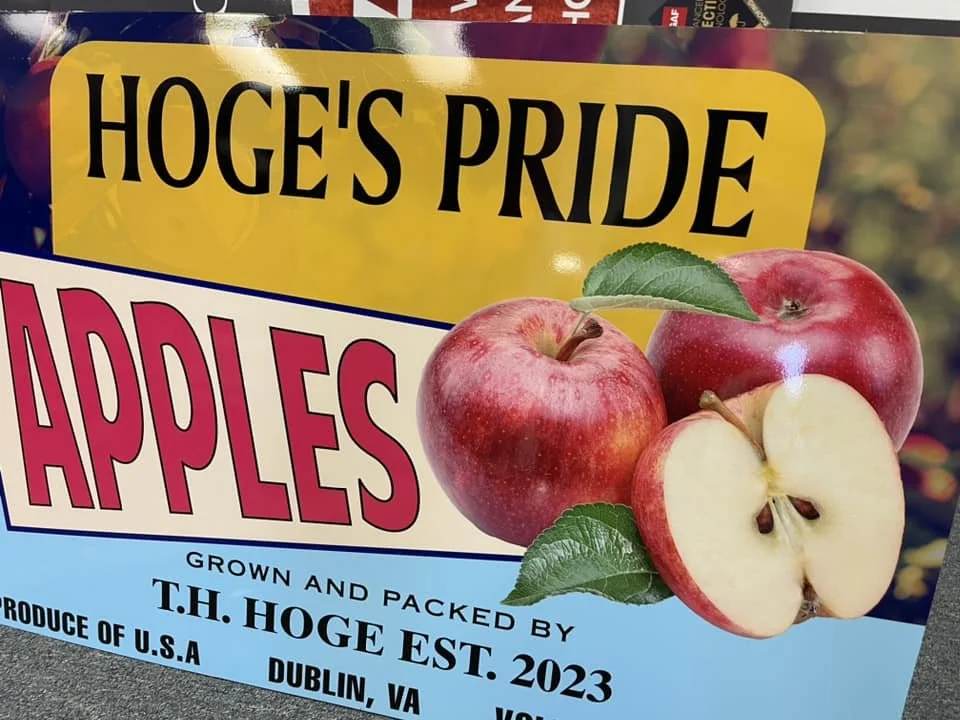 HOGE'S PRIDE
APPLES
GROWN AND PACKED BY
T.H. HOGE EST. 2023
PRODUCE OF U.S.A
DUBLIN, VA